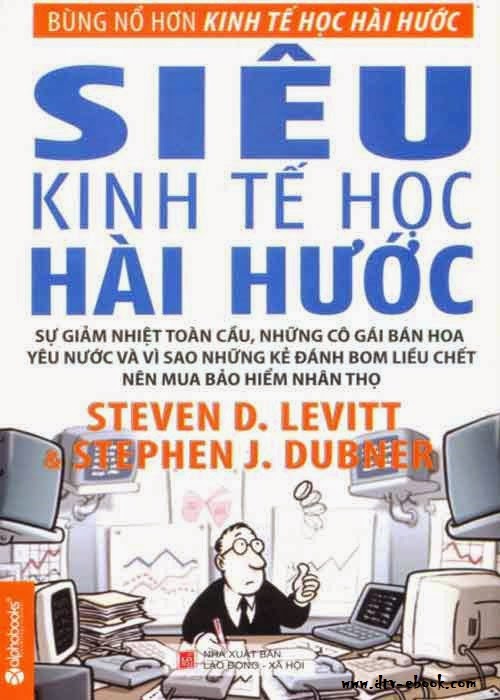 BÙNG NỔ HƠN KINH TẾ HỌC HÀI HƯỚC
SIÊU
KINH TẾ HỌC
HÀI HƯỚC
SỰ GIẢM NHIỆT TOÀN CẦU, NHỮNG CÔ GÁI BÁN HOA
YÊU NƯỚC VÀ VÌ SAO NHỮNG KẺ ĐÁNH BOM LIỀU CHẾT
NÊN MUA BẢO HIỂM NHÂN THỌ
STEVEN D. LEVITT
& STEPHEN J. DUBNER
alphabooks
NHÀ XUẤT BẢN
LAO ĐỘNG - XÃ HỘI
www.dtv-ebook.com